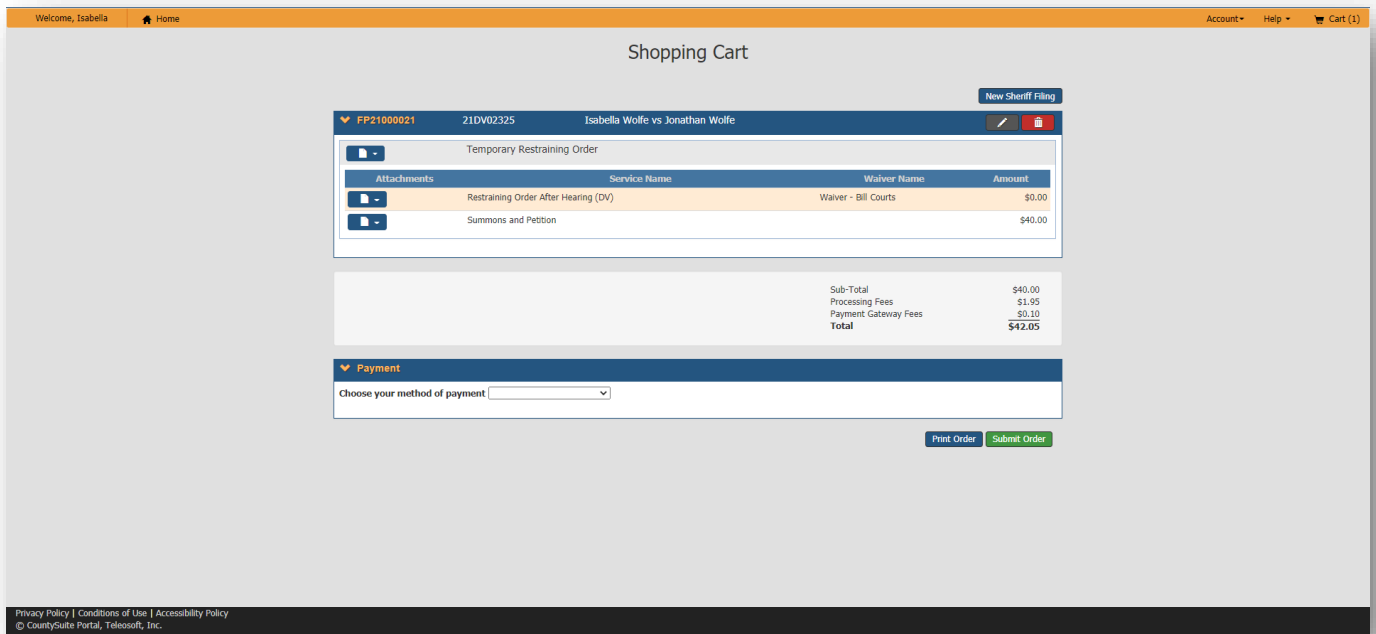 Welcome, Isabella Home Account Help Cart (1)
Shopping Cart
New Sheriff Filing
FP21000021 21DV02325 Isabella Wolfe vs Jonathan Wolfe
Temporary Restraining Order
Attachments Service Name Waiver Name Amount
Restraining Order After Hearing (DV) Waiver - Bill Courts $0.00
Summons and Petition $40.00
Sub-Total $40.00
Processing Fees $1.95
Payment Gateway Fees $0.10
Total $42.05
Payment
Choose your method of payment
Print Order Submit Order
Privacy Policy | Conditions of Use | Accessibility Policy
© CountySuite Portal, Teleosoft, Inc.